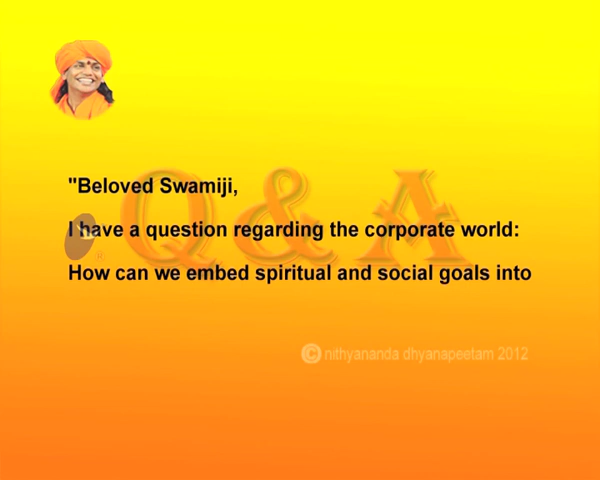 "Beloved Swamiji,
Q & A
I have a question regarding the corporate world:
®
How can we embed spiritual and social goals into
© nithyananda dhyanapeetam 2012